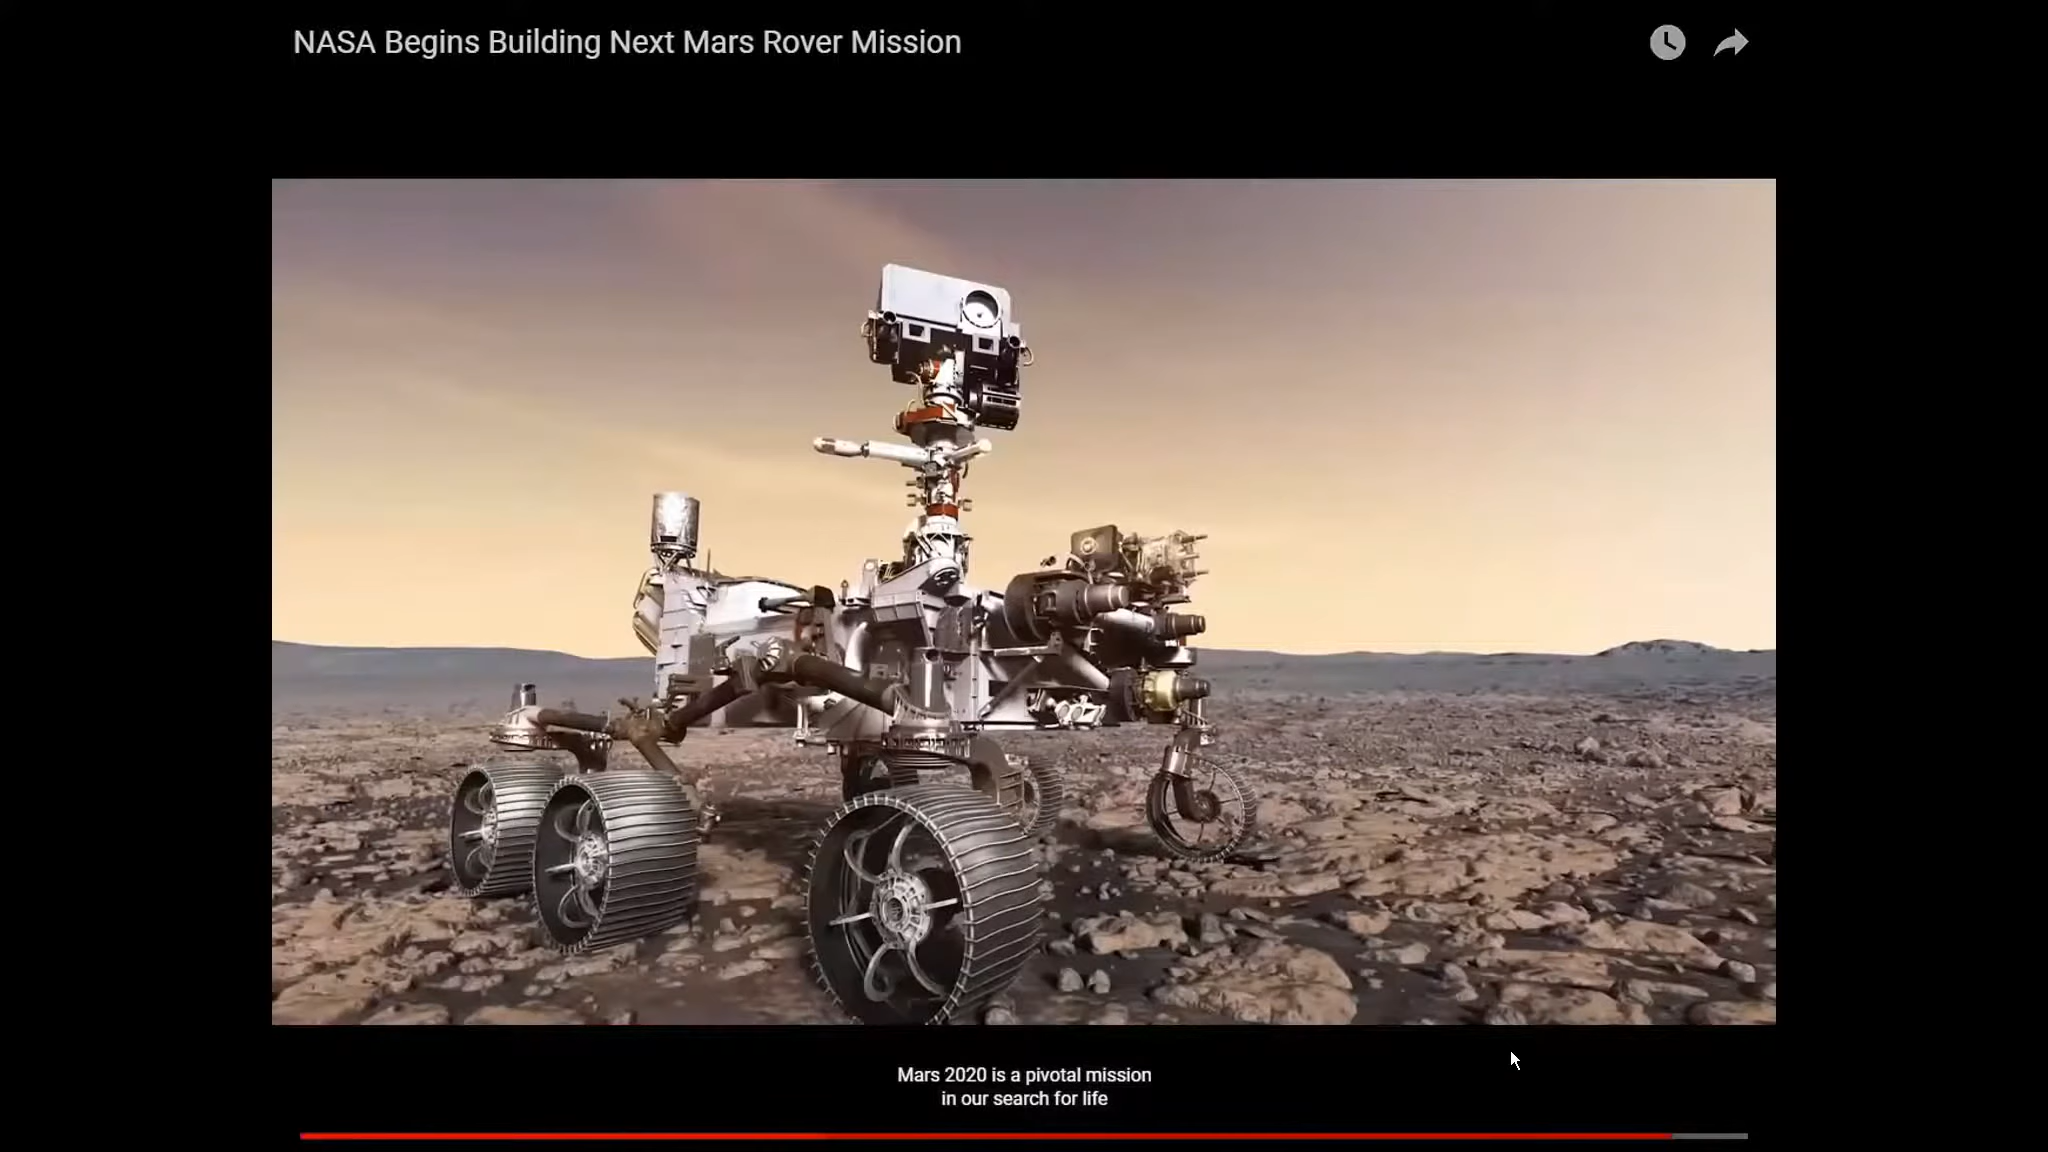 NASA Begins Building Next Mars Rover Mission
Mars 2020 is a pivotal mission
in our search for life